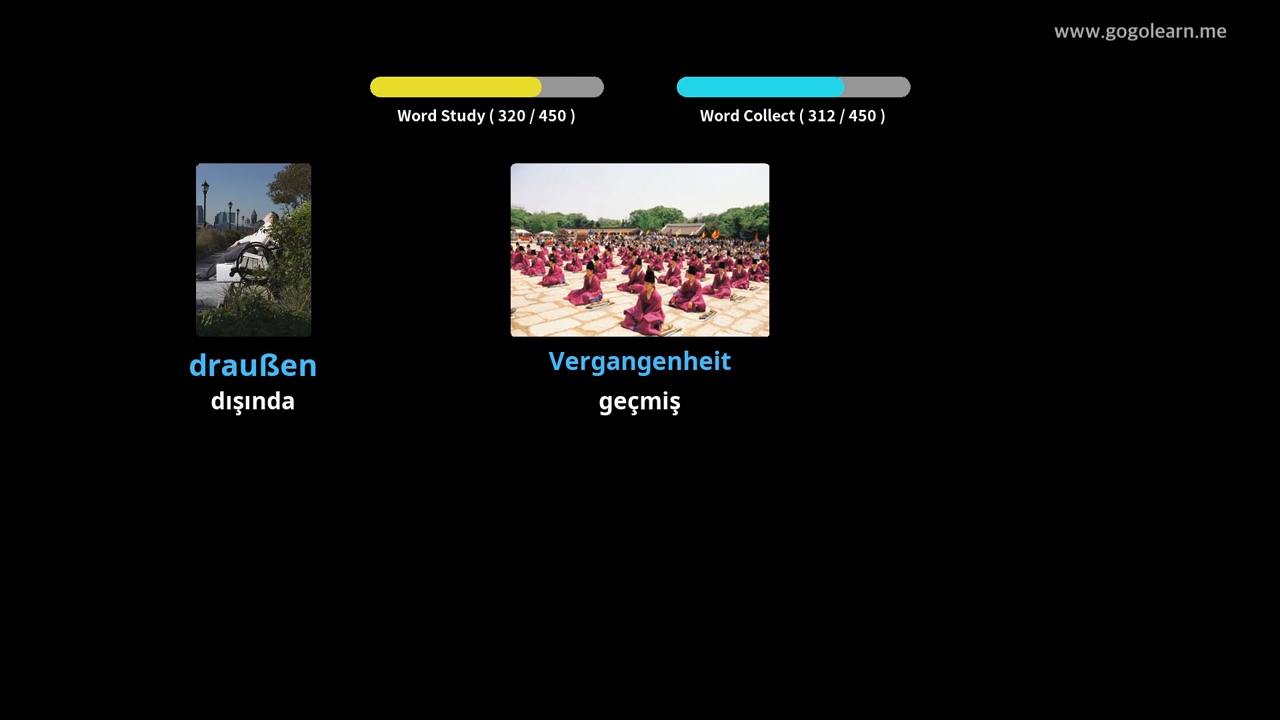 www.gogolearn.me
Word Study ( 320 / 450 )
Word Collect ( 312 / 450 )
draußen
dışında
Vergangenheit
geçmiş